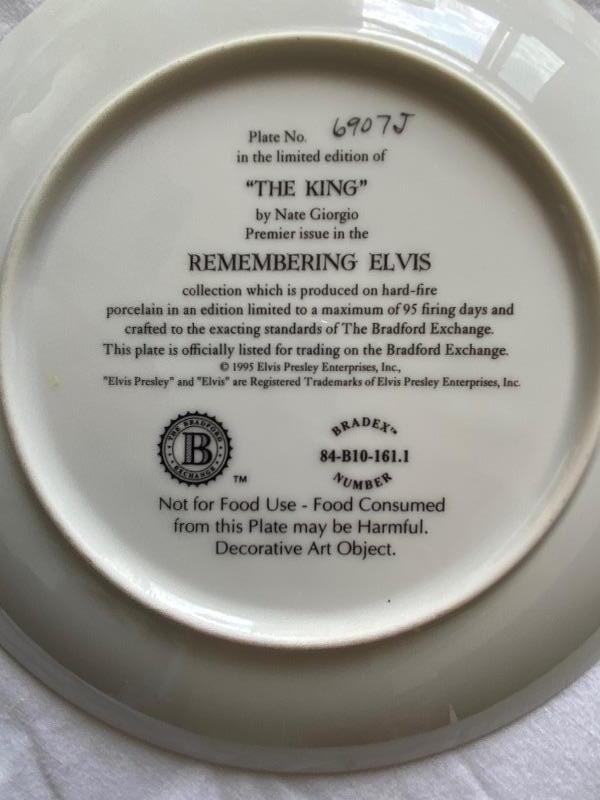 Plate No. 6907J
in the limited edition of
"THE KING"
by Nate Giorgio
Premier issue in the
REMEMBERING ELVIS
collection which is produced on hard-fire
porcelain in an edition limited to a maximum of 95 firing days and
crafted to the exacting standards of The Bradford Exchange.
This plate is officially listed for trading on the Bradford Exchange.
© 1995 Elvis Presley Enterprises, Inc.,
"Elvis Presley" and "Elvis" are Registered Trademarks of Elvis Presley Enterprises, Inc.
THE BRADFORD
B
EXCHANGE
TM
BRADEX™
84-B10-161.1
NUMBER
Not for Food Use - Food Consumed
from this Plate may be Harmful.
Decorative Art Object.